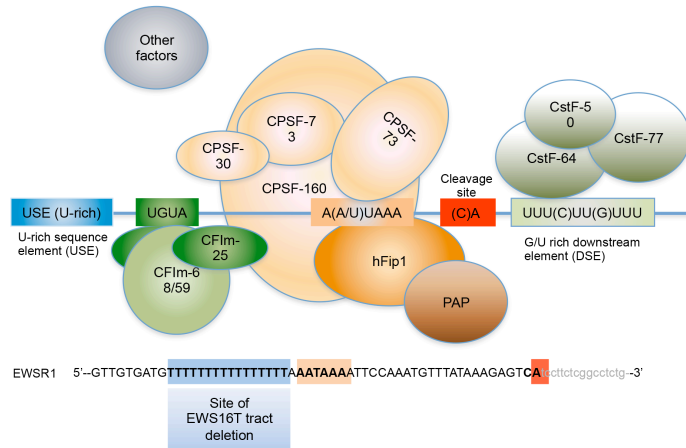 Other
factors
CPSF-7
3
CPSF-
73
CPSF-
30
CPSF-160
CstF-5
0
CstF-77
CstF-64
Cleavage
site
USE (U-rich)
UGUA
A(A/U)UAAA
(C)A
UUU(C)UU(G)UUU
U-rich sequence
element (USE)
G/U rich downstream
element (DSE)
CFIm-
25
CFIm-6
8/59
hFip1
PAP
EWSR1 5’--GTTGTGATGTTTTTTTTTTTTTTTTAAATAAAATTCCAAATGTTTATAAAGAGTCAtccttctcggcctctg--3’
Site of
EWS16T tract
deletion